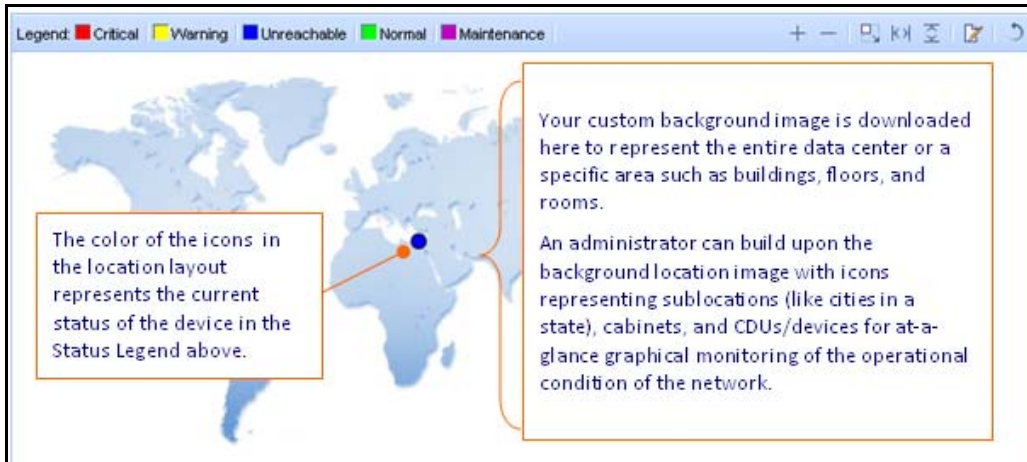 Legend: Critical Warning Unreachable Normal Maintenance
Your custom background image is downloaded
here to represent the entire data center or a
specific area such as buildings, floors, and
rooms.
An administrator can build upon the
background location image with icons
representing sublocations (like cities in a
state), cabinets, and CDUs/devices for at-a-
glance graphical monitoring of the operational
condition of the network.
The color of the icons in
the location layout
represents the current
status of the device in the
Status Legend above.